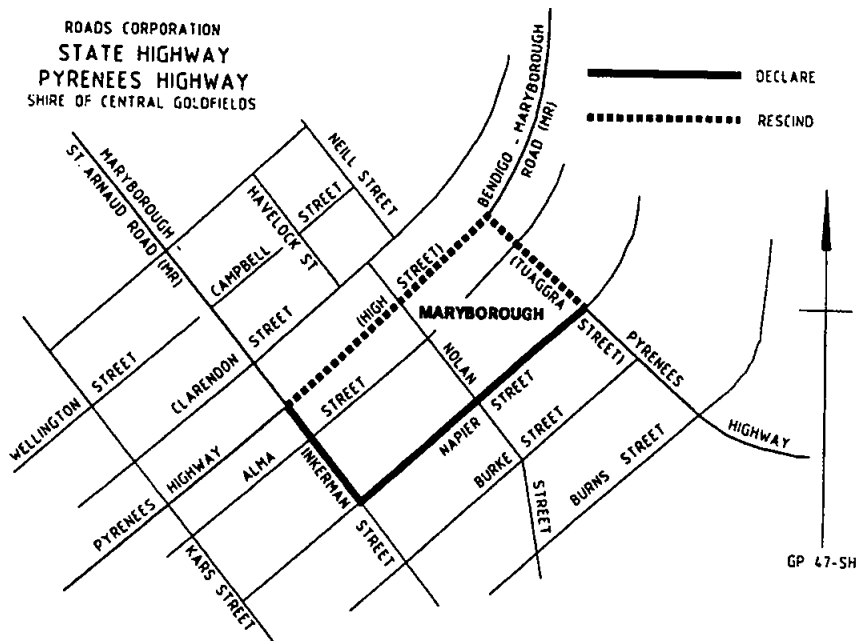 ROADS CORPORATION
STATE HIGHWAY
PYRENEES HIGHWAY
SHIRE OF CENTRAL GOLDFIELDS
DECLARE
RESCIND
BENDIGO - MARYBOROUGH
ROAD (MR)
NEILL STREET
MARYBOROUGH -
ST. ARNAUD ROAD (MR)
HAVELOCK ST
CAMPBELL STREET
(HIGH STREET)
(TUAGGRA STREET)
MARYBOROUGH
WELLINGTON STREET
CLARENDON STREET
NOLAN STREET
PYRENEES HIGHWAY
PYRENEES HIGHWAY
ALMA STREET
INKERMAN STREET
NAPIER STREET
BURKE STREET
BURNS STREET
KARS STREET
GP 47-SH